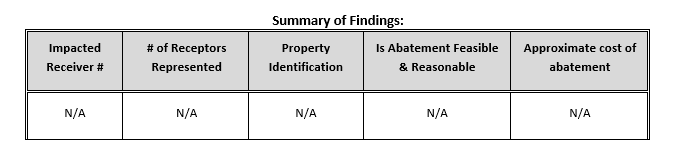 Summary of Findings:
Impacted Receiver #
# of Receptors Represented
Property Identification
Is Abatement Feasible & Reasonable
Approximate cost of abatement
N/A
N/A
N/A
N/A
N/A